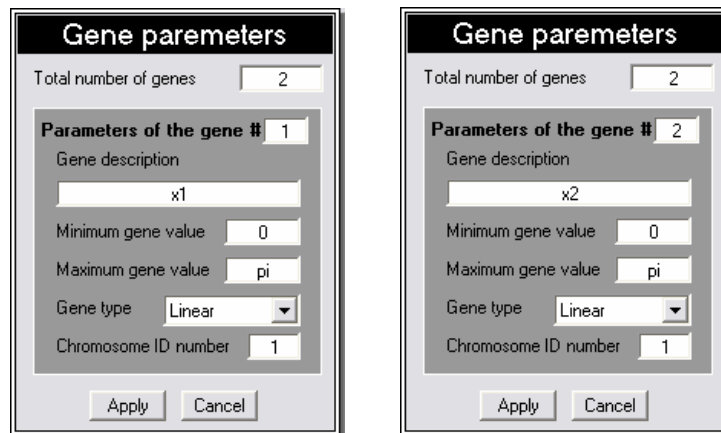 Gene paremeters
Total number of genes 2
Parameters of the gene # 1
Gene description
x1
Minimum gene value 0
Maximum gene value pi
Gene type Linear
Chromosome ID number 1
Apply Cancel
Gene paremeters
Total number of genes 2
Parameters of the gene # 2
Gene description
x2
Minimum gene value 0
Maximum gene value pi
Gene type Linear
Chromosome ID number 1
Apply Cancel